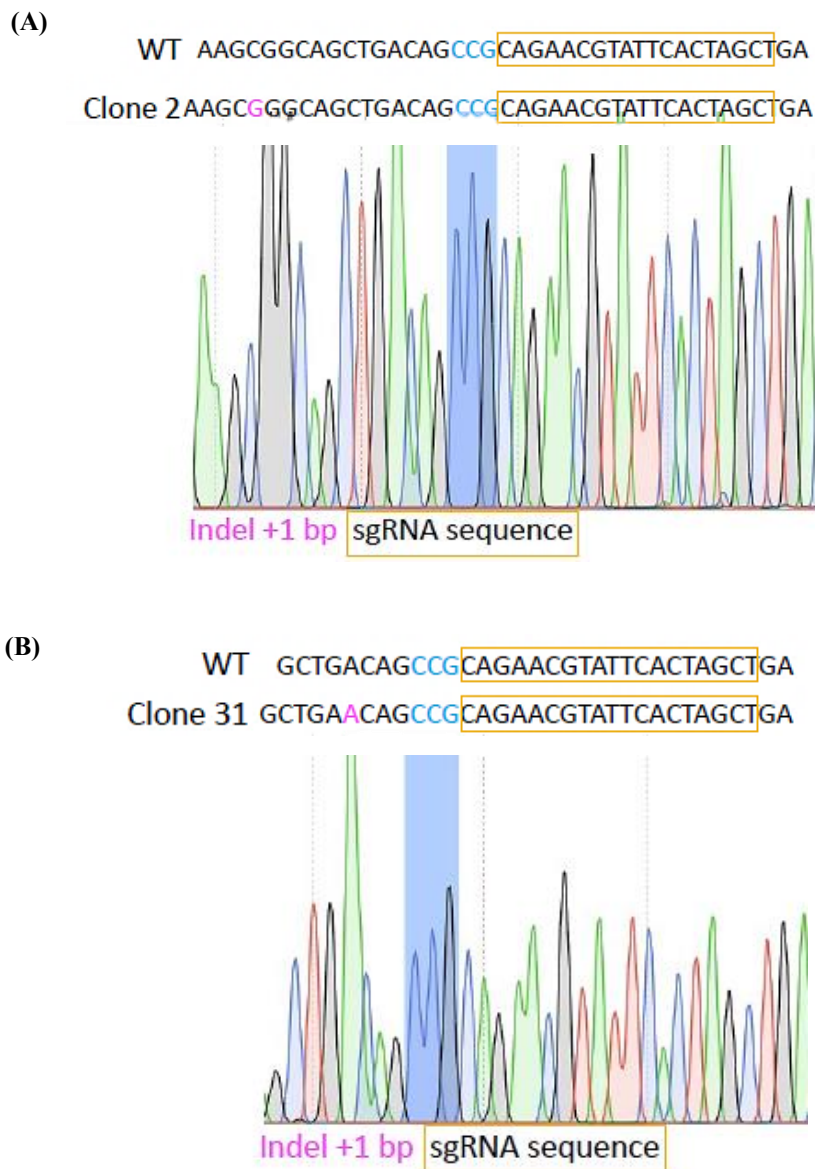 (A)
WT AAGCGGCAGCTGACAGCCGCAGAACGTATTCACTAGCTGA
Clone 2 AAGCGGGCAGCTGACAGCCGCAGAACGTATTCACTAGCTGA
Indel +1 bp sgRNA sequence
(B)
WT GCTGACAGCCGCAGAACGTATTCACTAGCTGA
Clone 31 GCTGAACAGCCGCAGAACGTATTCACTAGCTGA
Indel +1 bp sgRNA sequence